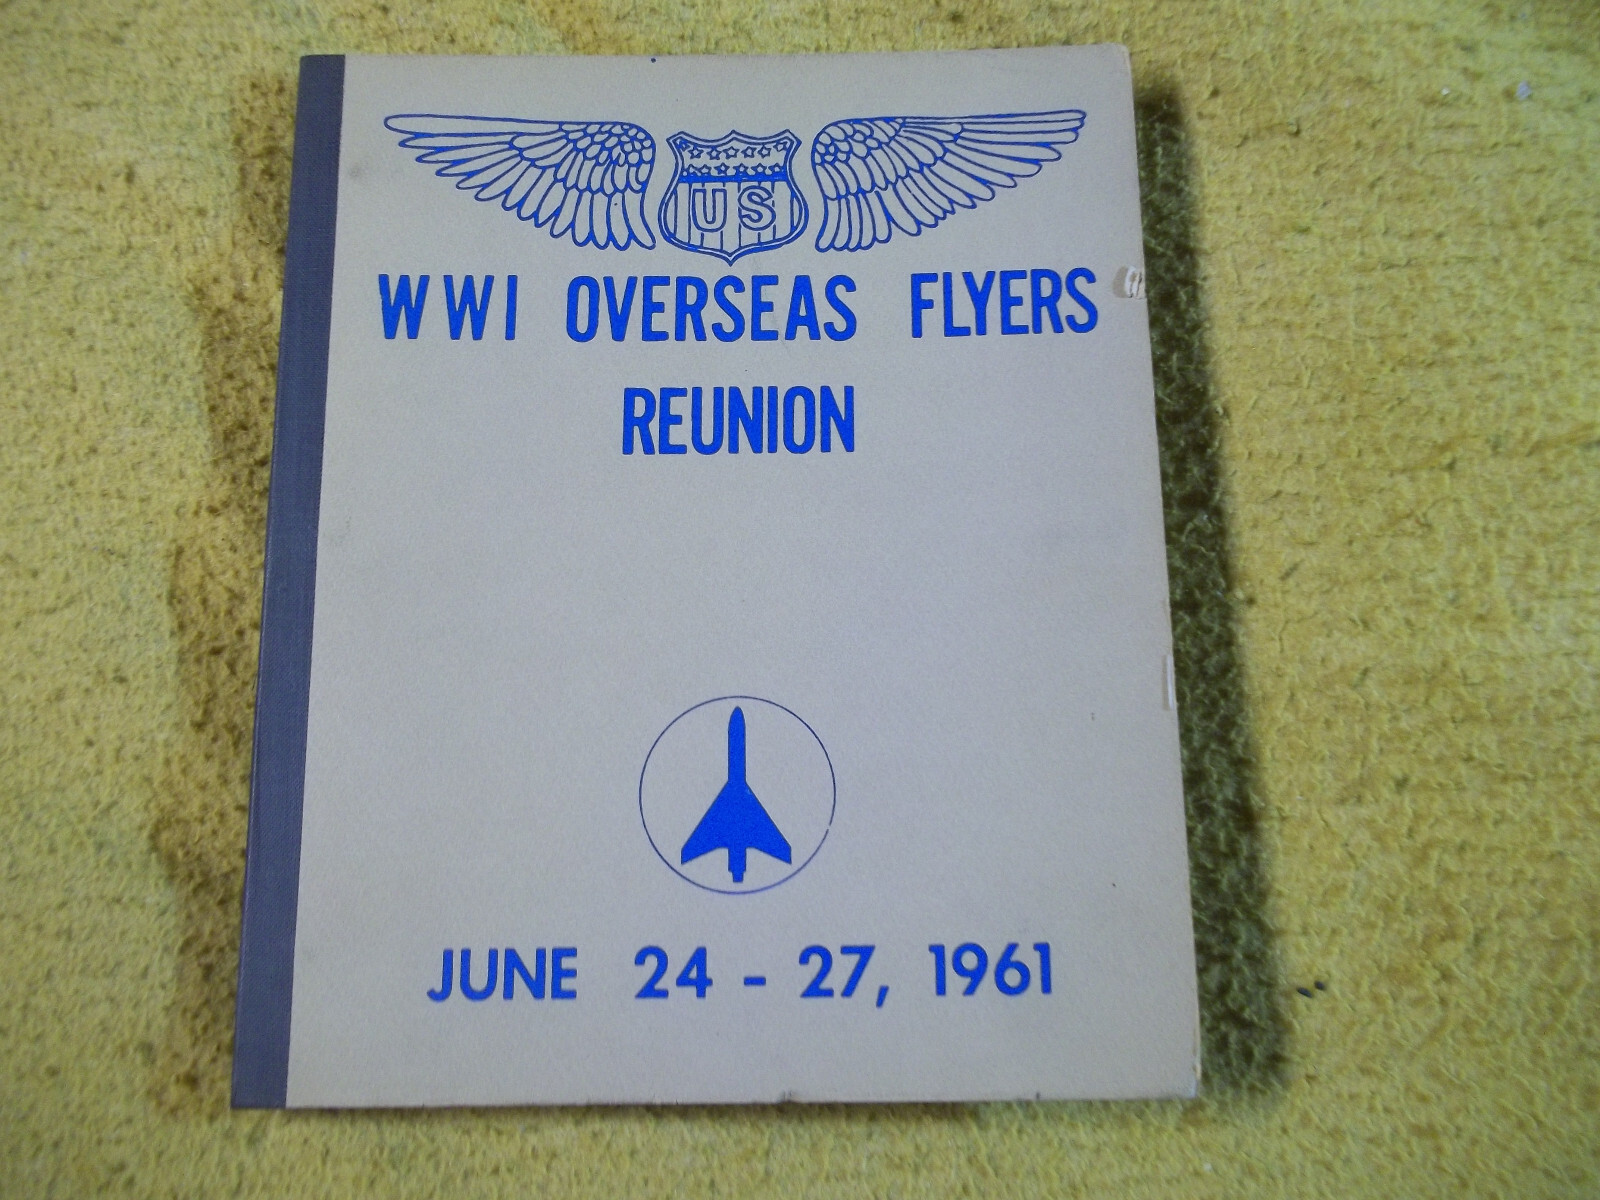 US
WWI OVERSEAS FLYERS
REUNION
JUNE 24 - 27, 1961